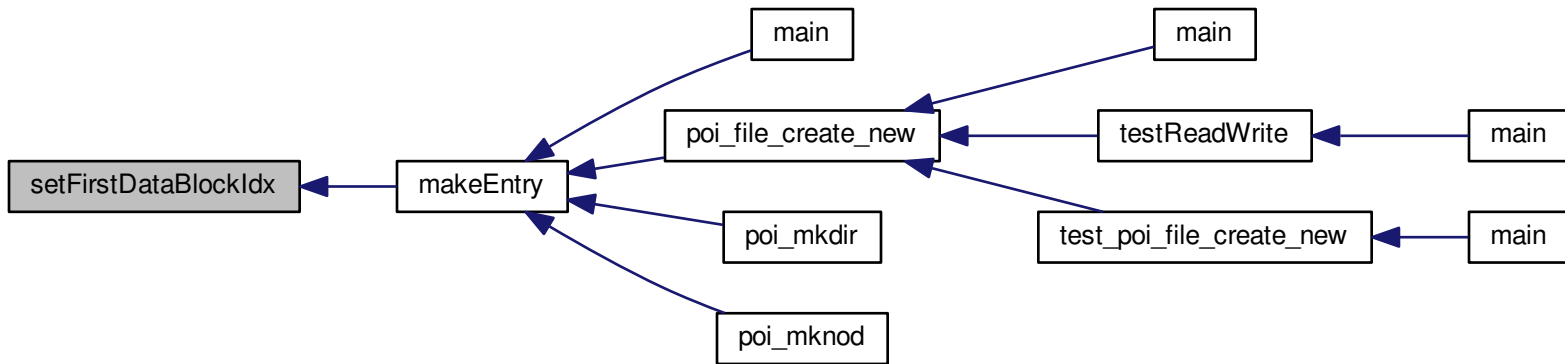 main
main
poi_file_create_new
testReadWrite
main
setFirstDataBlockIdx
makeEntry
poi_mkdir
test_poi_file_create_new
main
poi_mknod